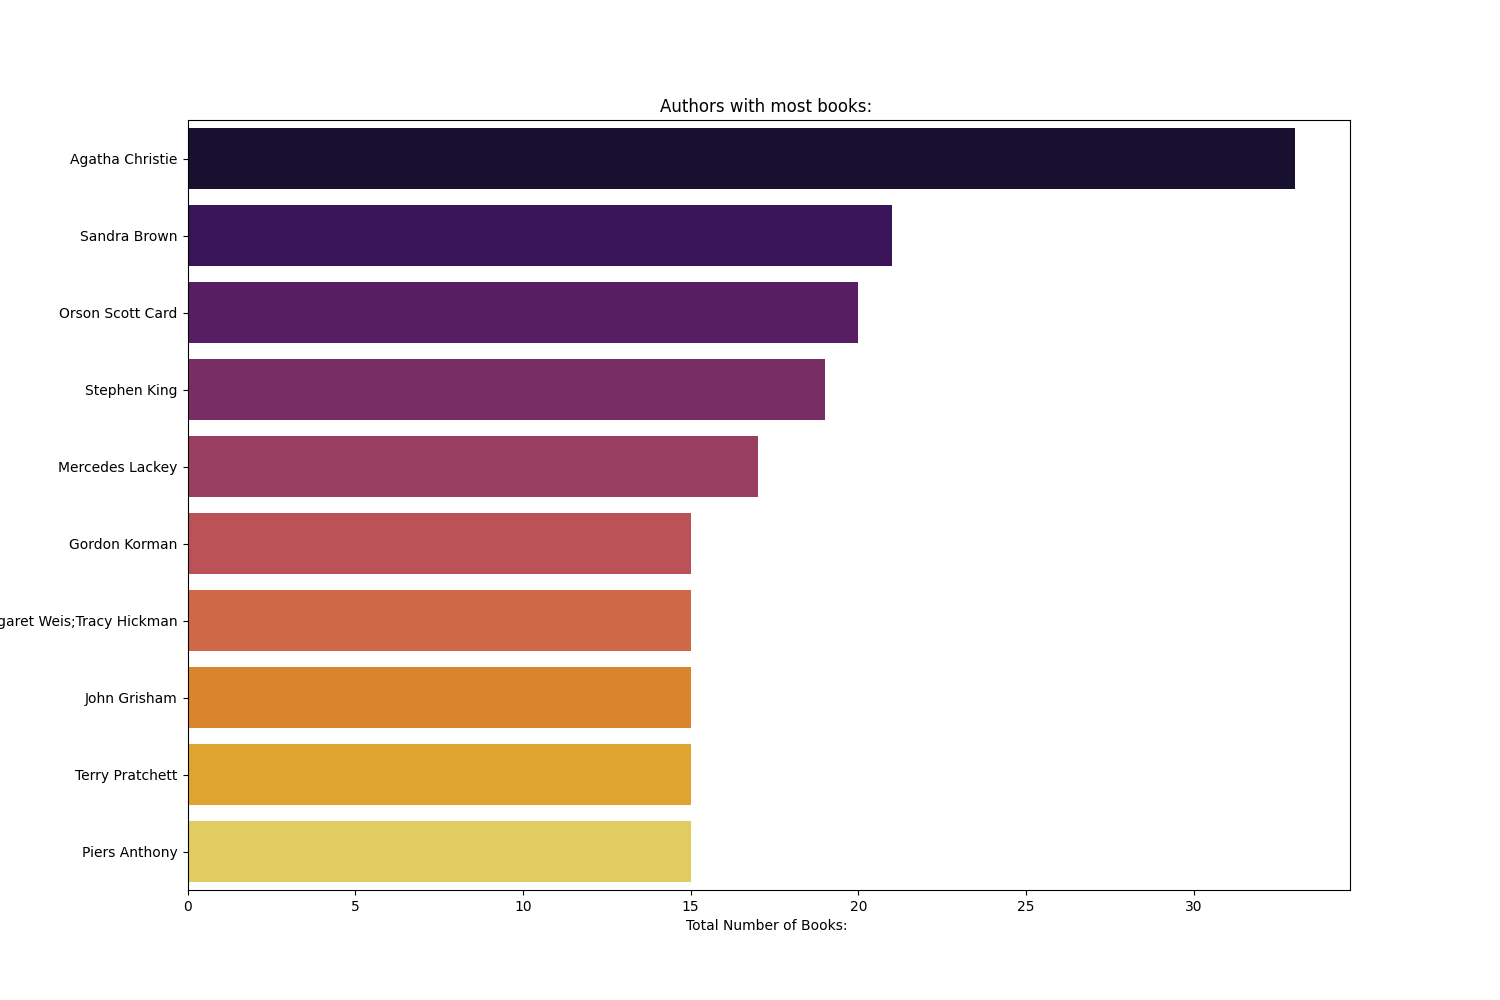 Authors with most books:
Agatha Christie
Sandra Brown
Orson Scott Card
Stephen King
Mercedes Lackey
Gordon Korman
garet Weis;Tracy Hickman
John Grisham
Terry Pratchett
Piers Anthony
0 5 10 15 20 25 30
Total Number of Books: